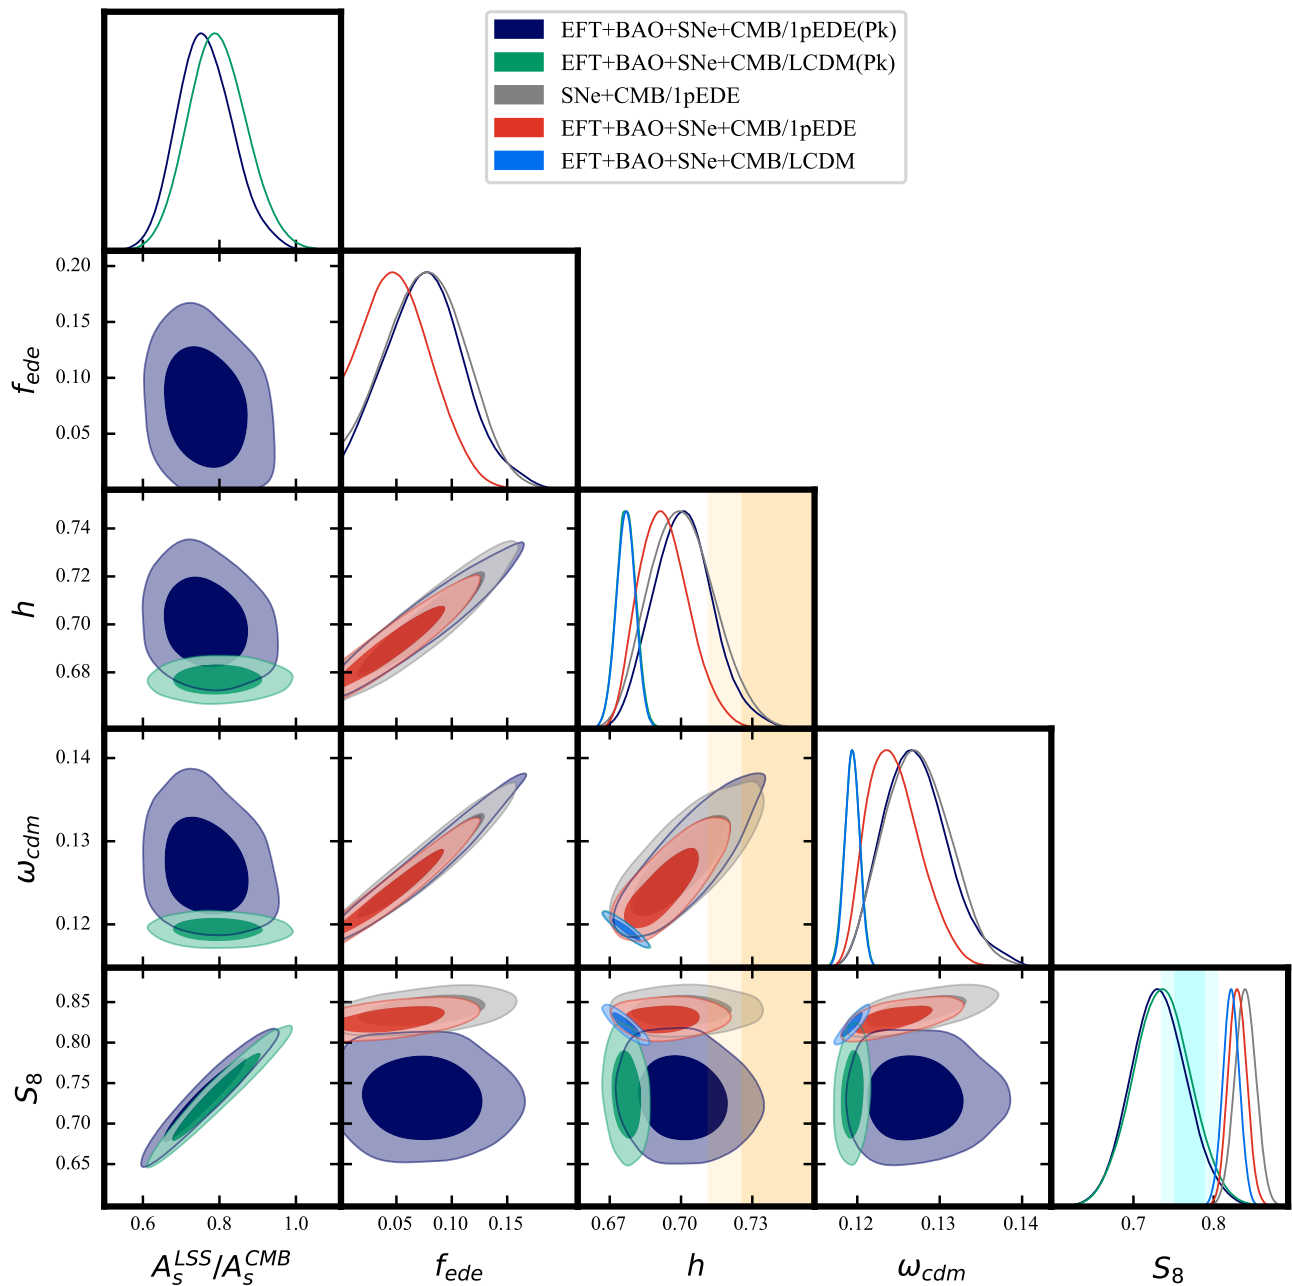 EFT+BAO+SNe+CMB/1pEDE(Pk)
EFT+BAO+SNe+CMB/LCDM(Pk)
SNe+CMB/1pEDE
EFT+BAO+SNe+CMB/1pEDE
EFT+BAO+SNe+CMB/LCDM
0.20
0.15
0.10
0.05
f_ede
0.74
0.72
0.70
0.68
h
0.14
0.13
0.12
ω_cdm
0.85
0.80
0.75
0.70
0.65
S_8
0.6 0.8 1.0
0.05 0.10 0.15
0.67 0.70 0.73
0.12 0.13 0.14
0.7 0.8
A_s^LSS/A_s^CMB
f_ede
h
ω_cdm
S_8